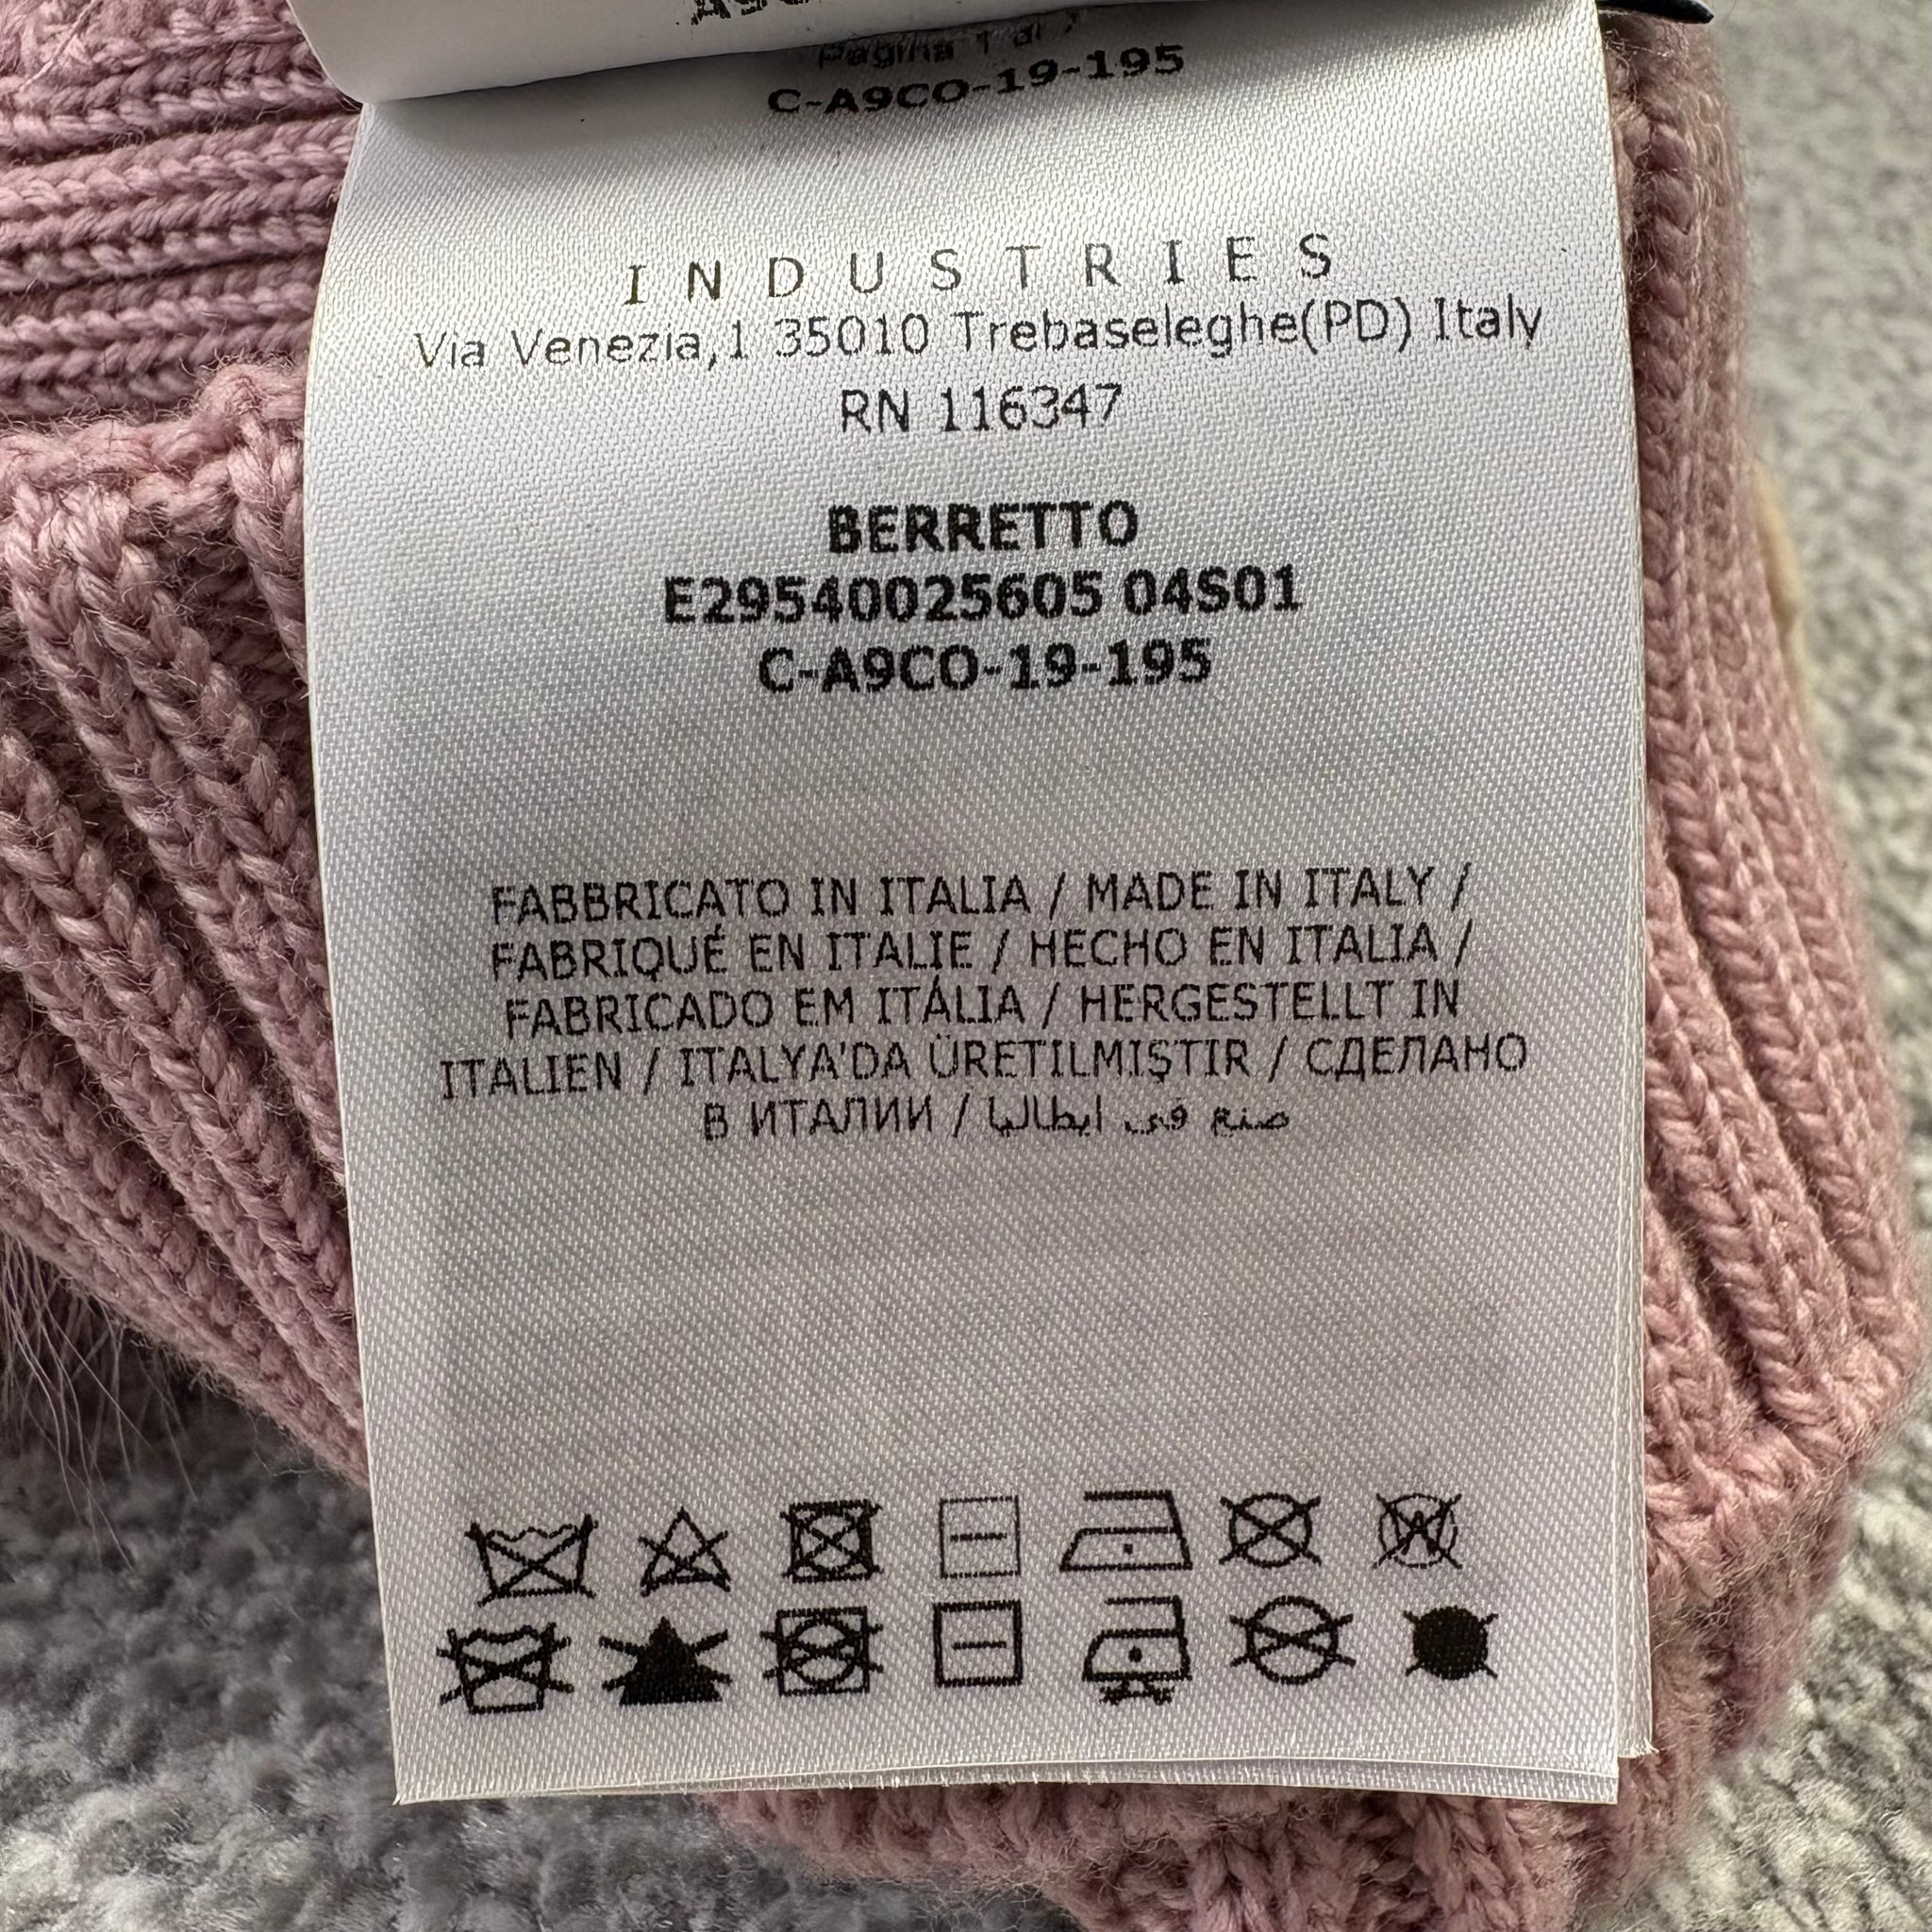 Pagina 1 di
C-A9CO-19-195
INDUSTRIES
Via Venezia,1 35010 Trebaseleghe(PD) Italy
RN 116347
BERRETTO
E29540025605 04S01
C-A9CO-19-195
FABBRICATO IN ITALIA / MADE IN ITALY /
FABRIQUÉ EN ITALIE / HECHO EN ITALIA /
FABRICADO EM ITÁLIA / HERGESTELLT IN
ITALIEN / ITALYA'DA ÜRETILMIŞTIR / СДЕЛАНО
В ИТАЛИИ / صنع في ايطاليا
W